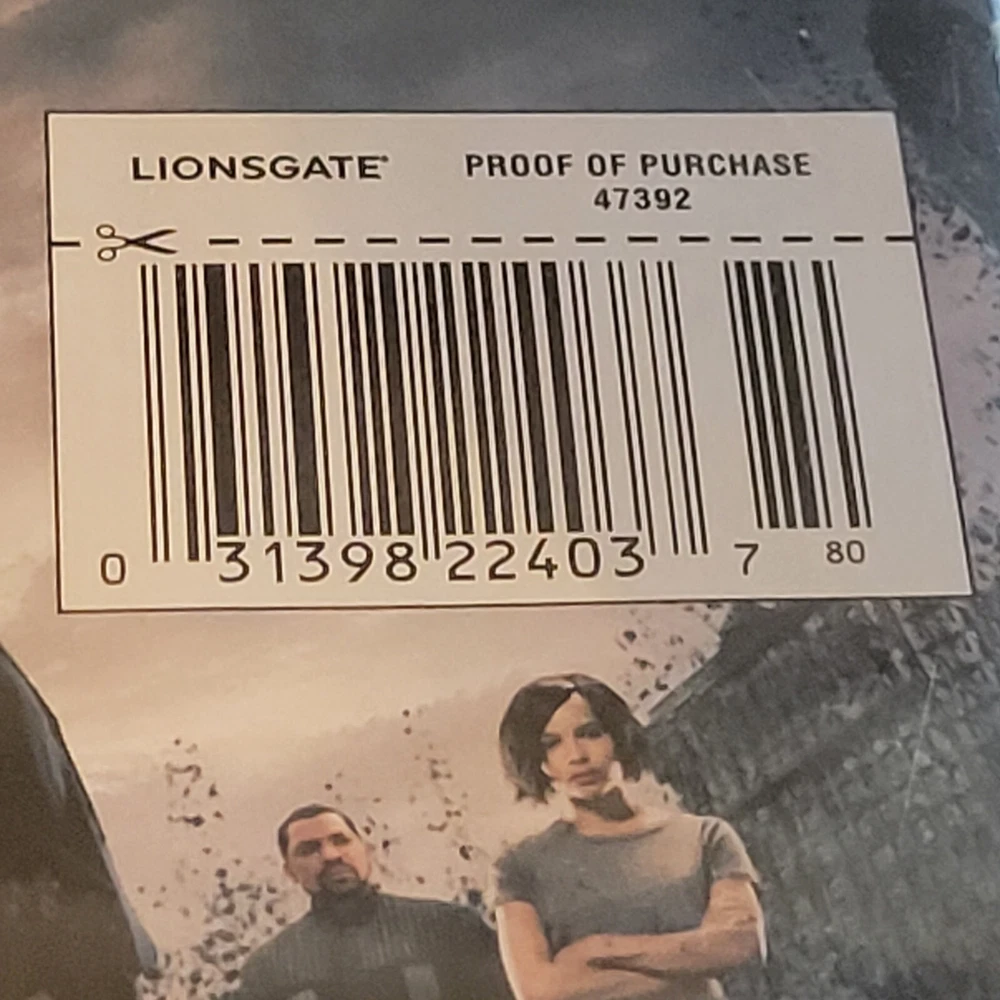 LIONSGATE® PROOF OF PURCHASE
47392
0 31398 22403 7 80